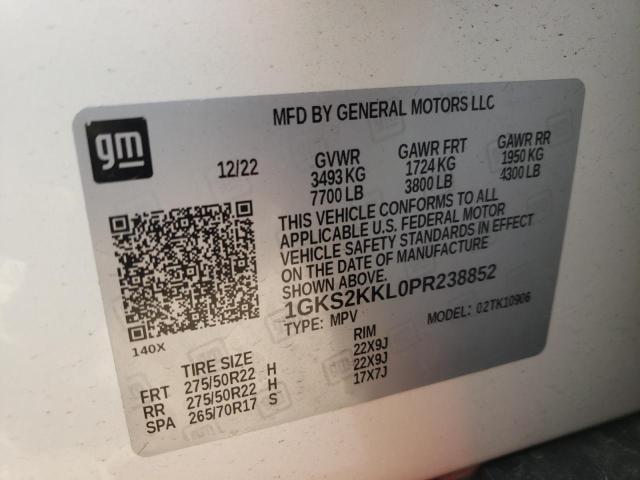 MFD BY GENERAL MOTORS LLC
gm
12/22
GVWR GAWR FRT GAWR RR
3493 KG 1724 KG 1950 KG
7700 LB 3800 LB 4300 LB
THIS VEHICLE CONFORMS TO ALL
APPLICABLE U.S. FEDERAL MOTOR
VEHICLE SAFETY STANDARDS IN EFFECT
ON THE DATE OF MANUFACTURE
SHOWN ABOVE.
1GKS2KKL0PR238852
TYPE: MPV MODEL: 02TK10906
140X
TIRE SIZE RIM
FRT 275/50R22 H 22X9J
RR 275/50R22 H 22X9J
SPA 265/70R17 S 17X7J